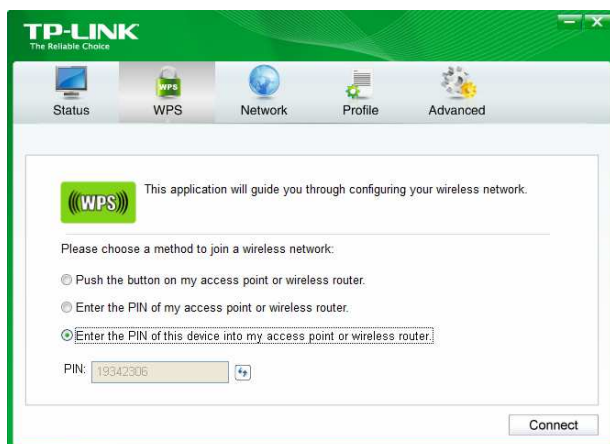 TP-LINK
The Reliable Choice
Status WPS Network Profile Advanced
WPS
(((WPS)))
This application will guide you through configuring your wireless network.
Please choose a method to join a wireless network:
Push the button on my access point or wireless router.
Enter the PIN of my access point or wireless router.
Enter the PIN of this device into my access point or wireless router.
PIN: 19342306
Connect